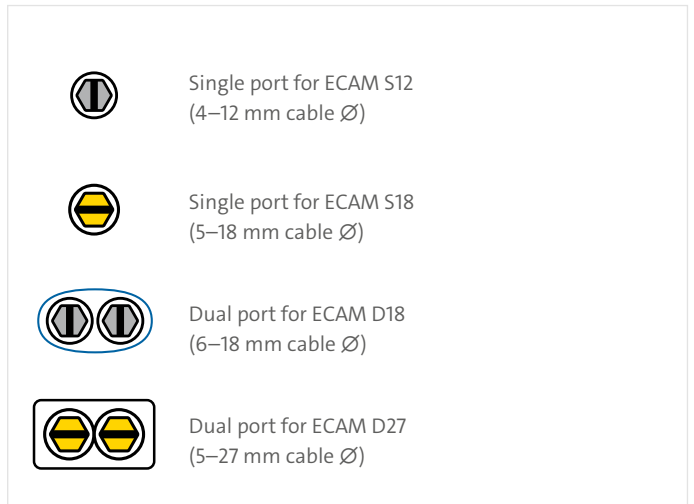 Single port for ECAM S12
(4–12 mm cable Ø)
Single port for ECAM S18
(5–18 mm cable Ø)
Dual port for ECAM D18
(6–18 mm cable Ø)
Dual port for ECAM D27
(5–27 mm cable Ø)